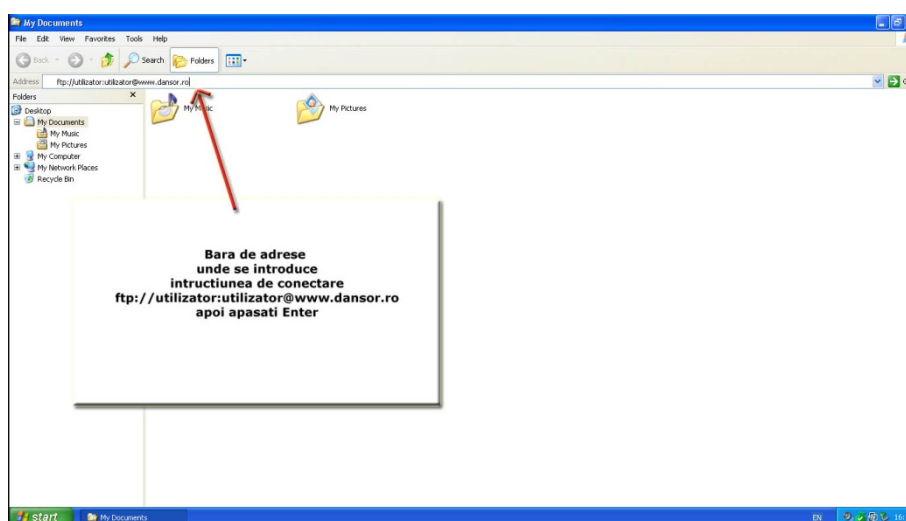 My Documents
File Edit View Favorites Tools Help
Back Search Folders
Address ftp://utilizator:utilizator@www.dansor.ro
Folders
Desktop
My Documents
My Music
My Pictures
My Computer
My Network Places
Recycle Bin
My Music
My Pictures
Bara de adrese
unde se introduce
intructiunea de conectare
ftp://utilizator:utilizator@www.dansor.ro
apoi apasati Enter
start My Documents EN